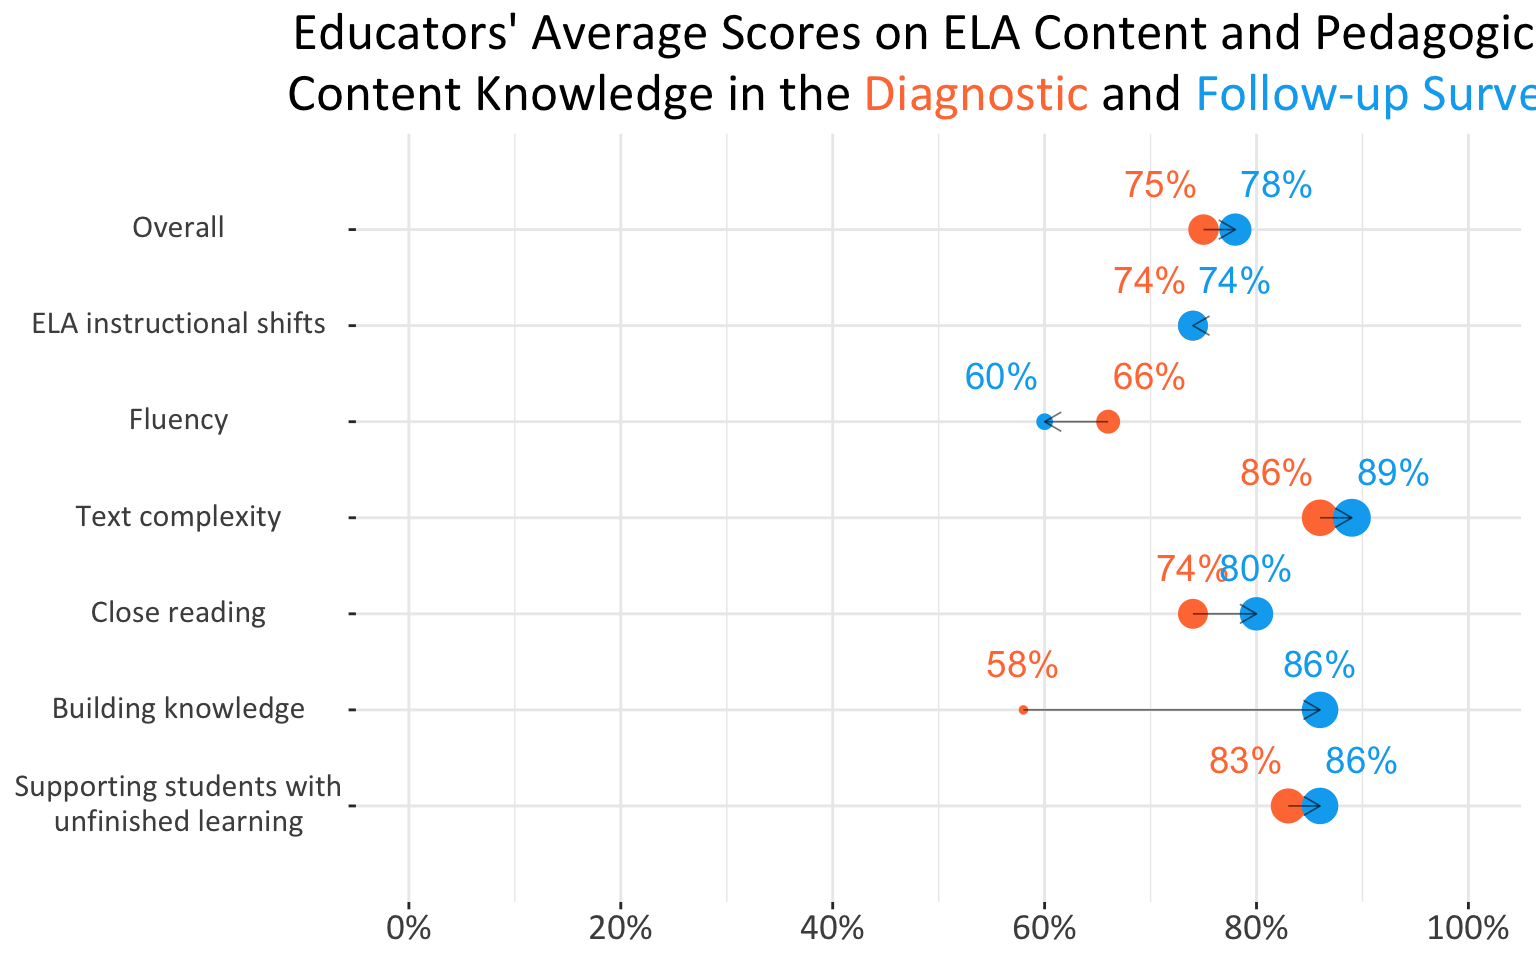 Educators' Average Scores on ELA Content and Pedagogic
Content Knowledge in the Diagnostic and Follow-up Surve
75% 78%
Overall
74% 74%
ELA instructional shifts
60% 66%
Fluency
86% 89%
Text complexity
74% 80%
Close reading
58% 86%
Building knowledge
83% 86%
Supporting students with
unfinished learning
0% 20% 40% 60% 80% 100%